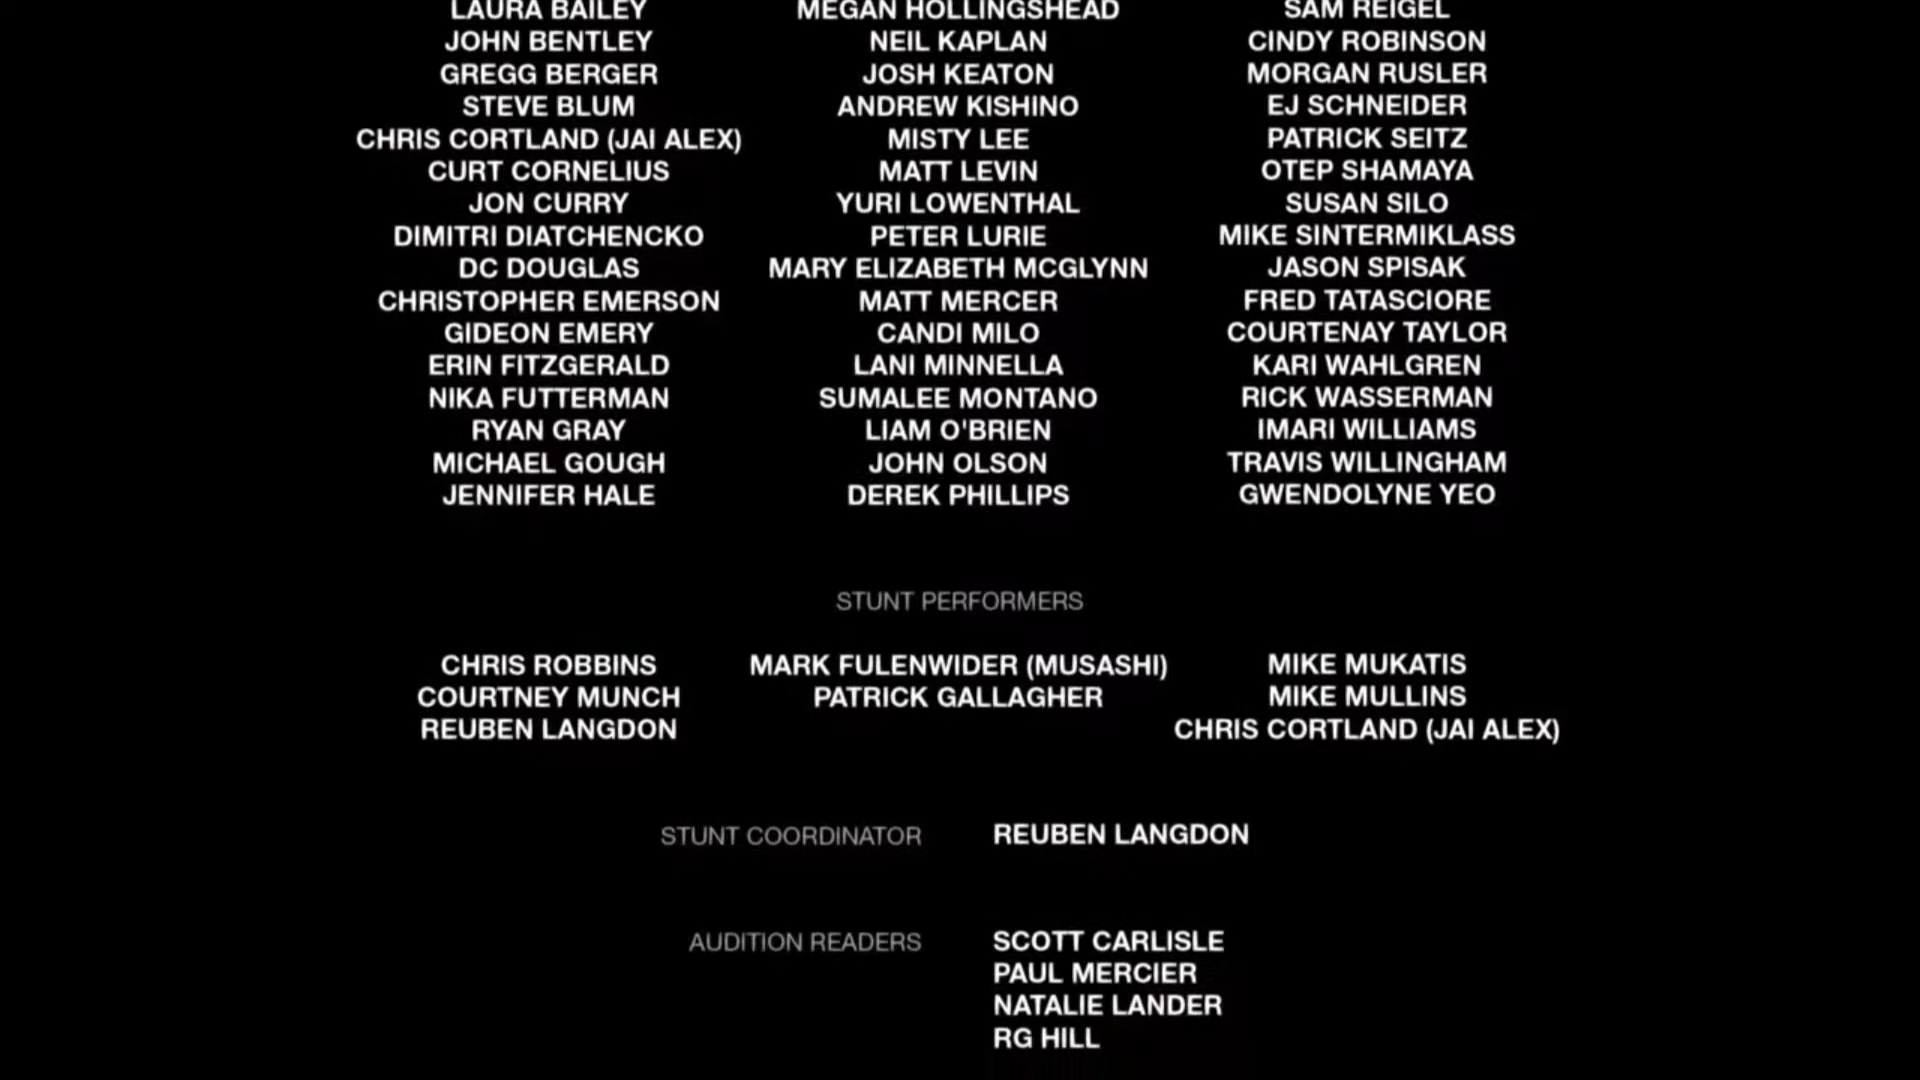 LAURA BAILEY MEGAN HOLLINGSHEAD SAM REIGEL
JOHN BENTLEY NEIL KAPLAN CINDY ROBINSON
GREGG BERGER JOSH KEATON MORGAN RUSLER
STEVE BLUM ANDREW KISHINO EJ SCHNEIDER
CHRIS CORTLAND (JAI ALEX) MISTY LEE PATRICK SEITZ
CURT CORNELIUS MATT LEVIN OTEP SHAMAYA
JON CURRY YURI LOWENTHAL SUSAN SILO
DIMITRI DIATCHENCKO PETER LURIE MIKE SINTERMIKLASS
DC DOUGLAS MARY ELIZABETH MCGLYNN JASON SPISAK
CHRISTOPHER EMERSON MATT MERCER FRED TATASCIORE
GIDEON EMERY CANDI MILO COURTENAY TAYLOR
ERIN FITZGERALD LANI MINNELLA KARI WAHLGREN
NIKA FUTTERMAN SUMALEE MONTANO RICK WASSERMAN
RYAN GRAY LIAM O'BRIEN IMARI WILLIAMS
MICHAEL GOUGH JOHN OLSON TRAVIS WILLINGHAM
JENNIFER HALE DEREK PHILLIPS GWENDOLYNE YEO
STUNT PERFORMERS
CHRIS ROBBINS MARK FULENWIDER (MUSASHI) MIKE MUKATIS
COURTNEY MUNCH PATRICK GALLAGHER MIKE MULLINS
REUBEN LANGDON CHRIS CORTLAND (JAI ALEX)
STUNT COORDINATOR REUBEN LANGDON
AUDITION READERS SCOTT CARLISLE
PAUL MERCIER
NATALIE LANDER
RG HILL